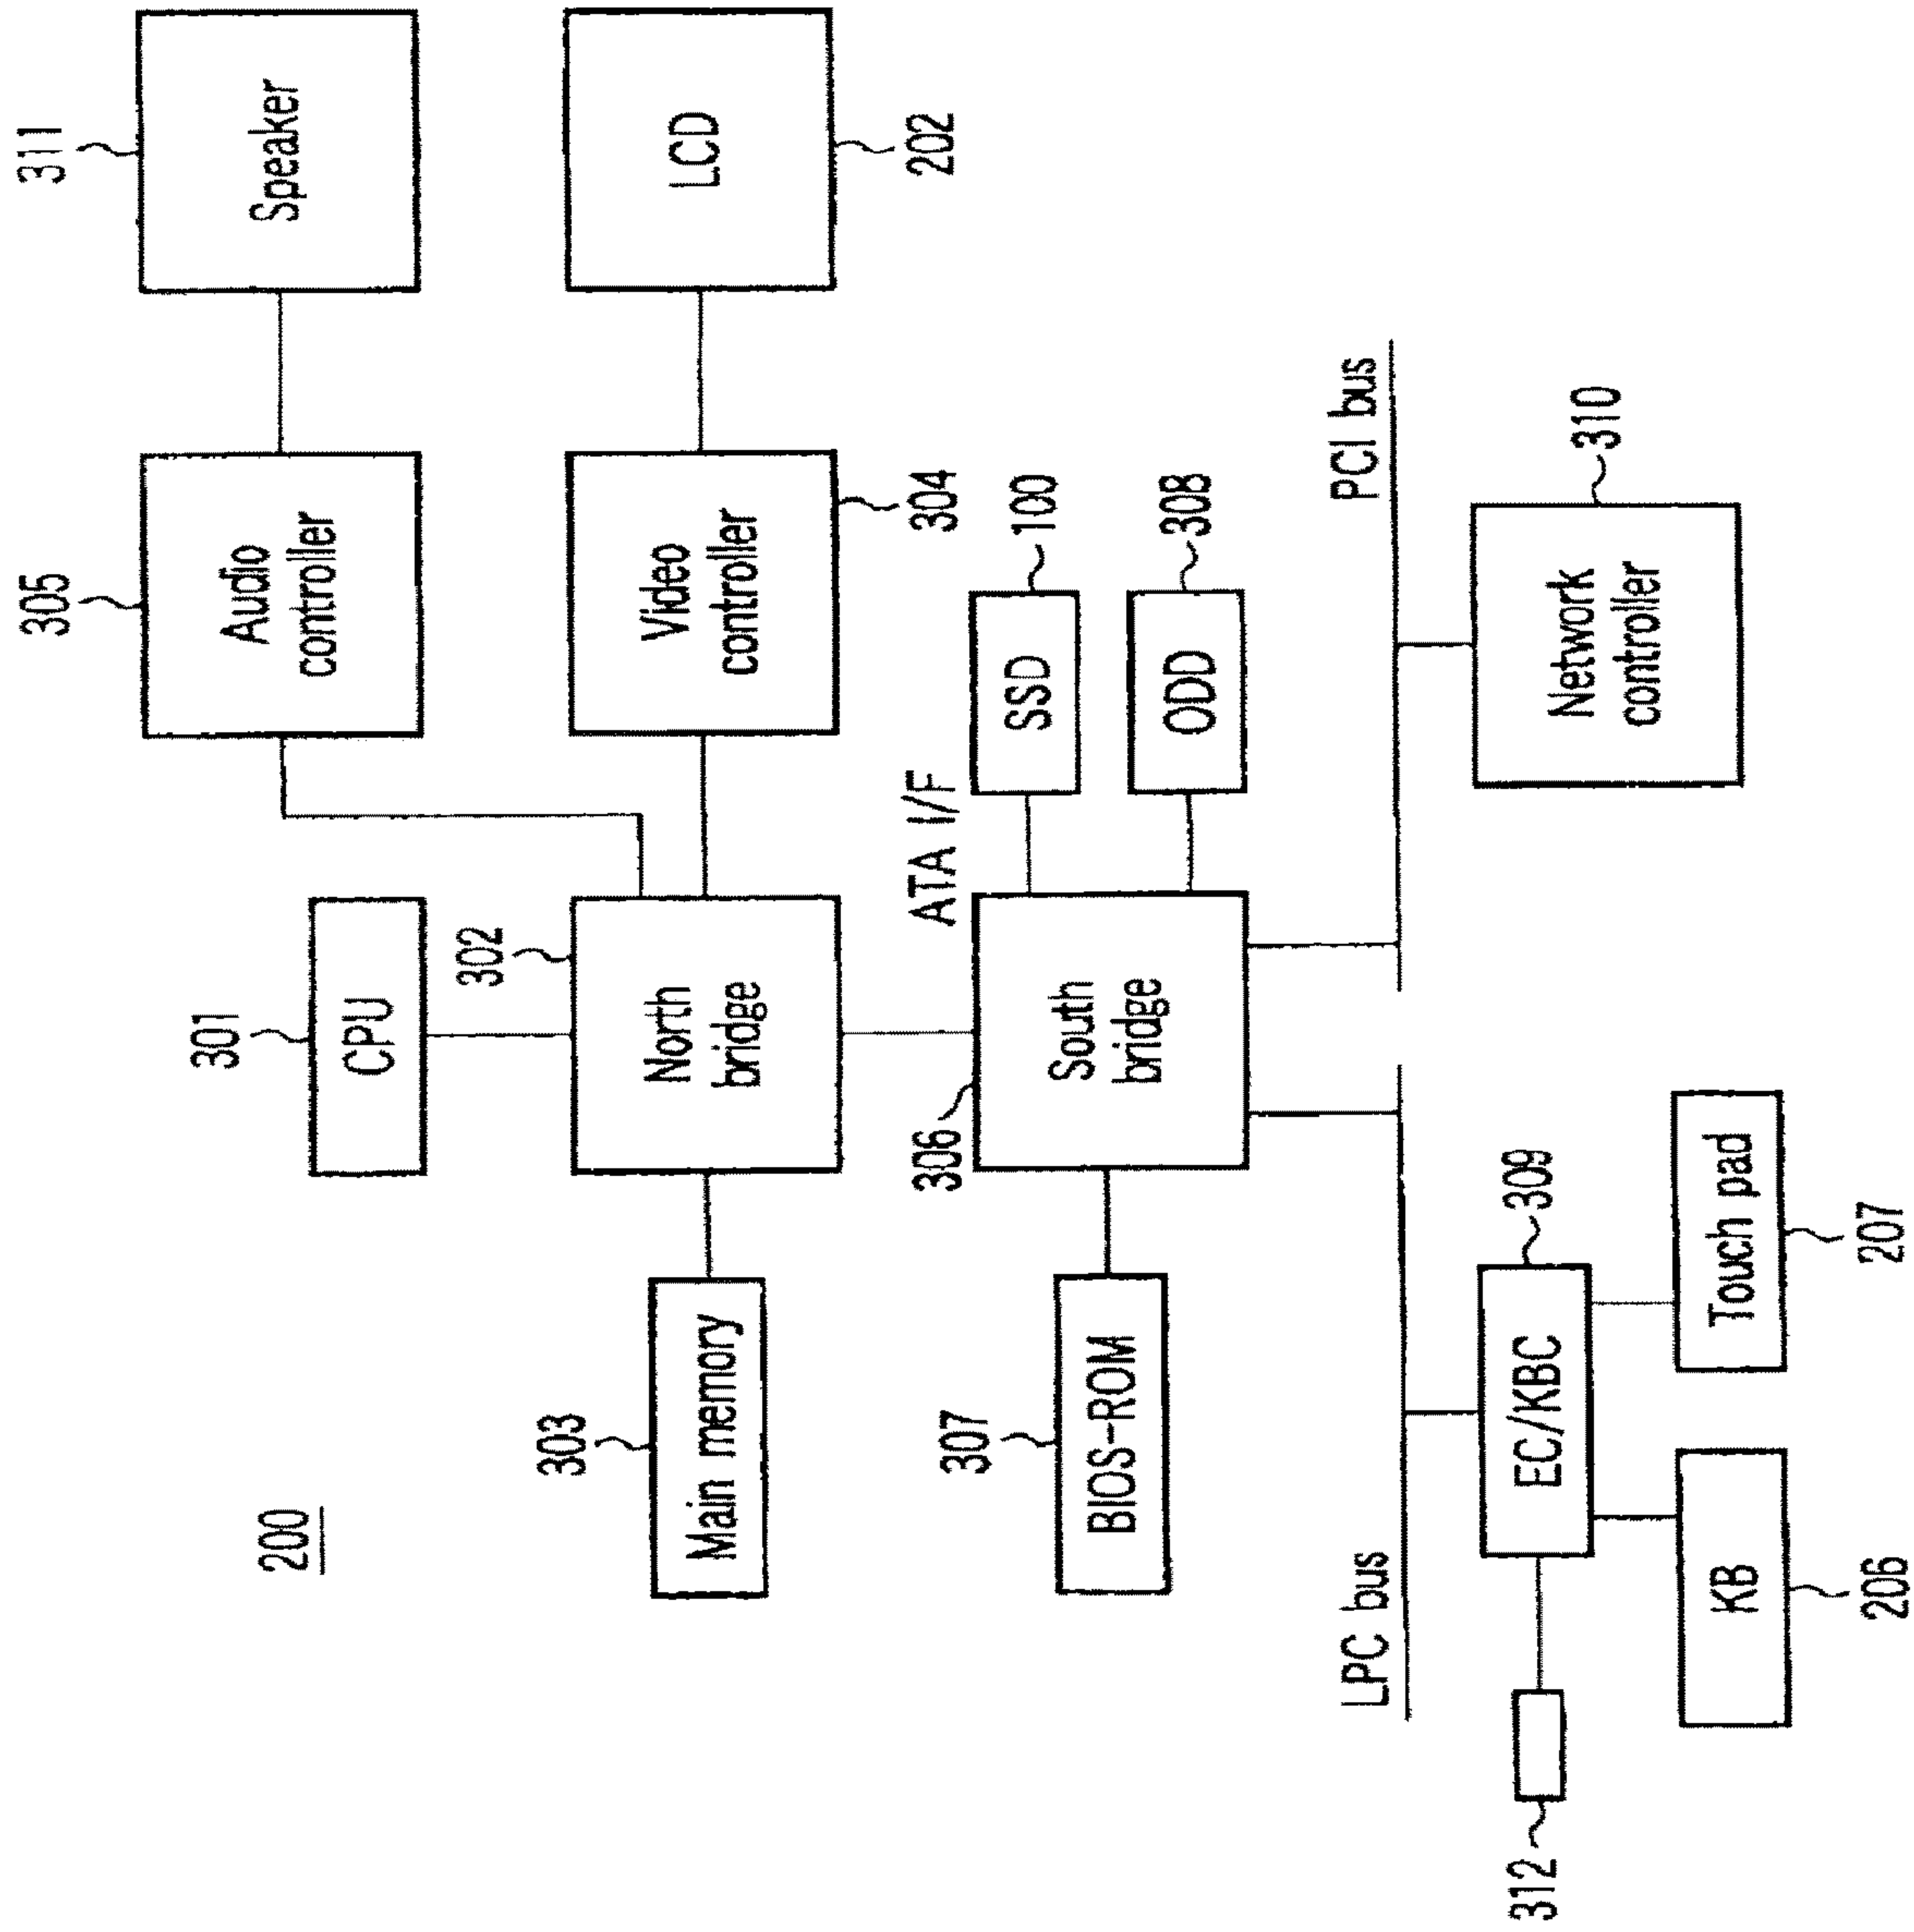 200
301
CPU
305
Audio
controller
311
Speaker
303
Main memory
302
North
bridge
Video
controller
304
LCD
202
307
BIOS-ROM
306
South
bridge
ATA I/F
SSD
100
ODD
308
LPC bus
PCI bus
312
EC/KBC
309
Network
controller
310
KB
206
Touch pad
207